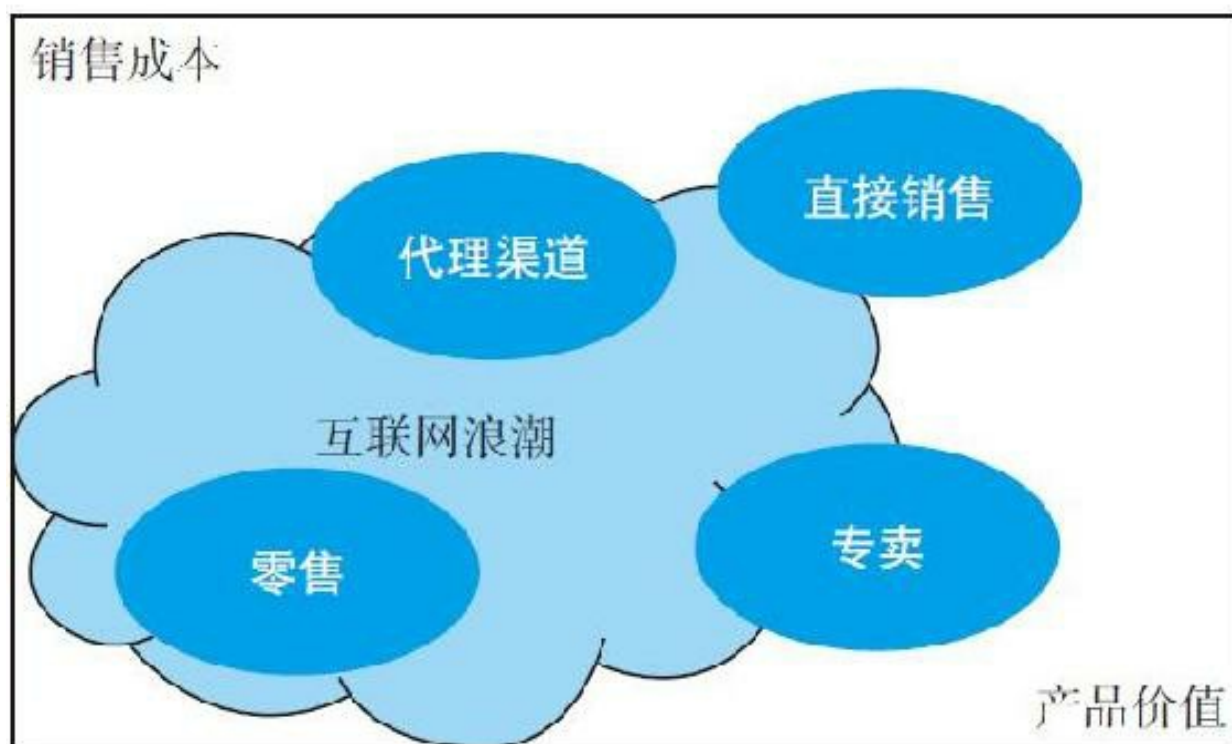 销售成本
直接销售
代理渠道
互联网浪潮
专卖
零售
产品价值